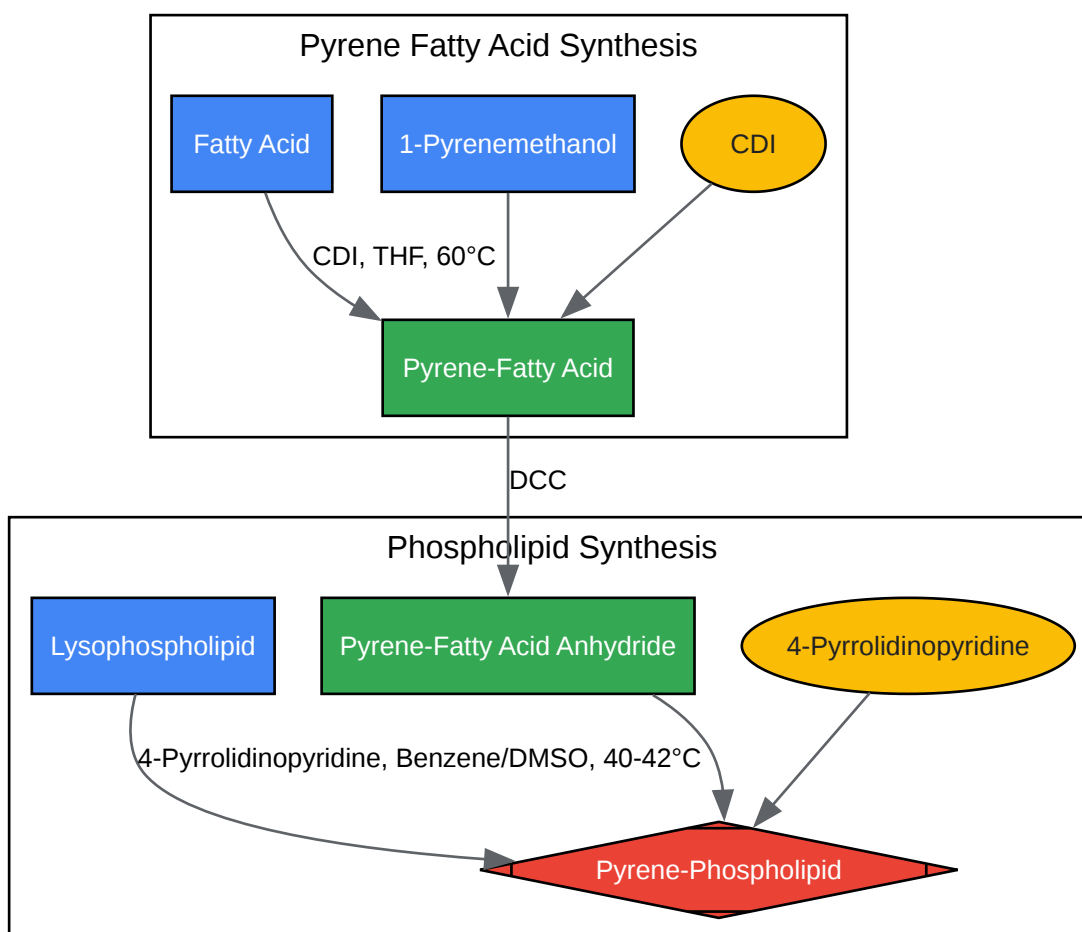 Pyrene Fatty Acid Synthesis
Fatty Acid
1-Pyrenemethanol
CDI
CDI, THF, 60°C
Pyrene-Fatty Acid
DCC
Phospholipid Synthesis
Lysophospholipid
Pyrene-Fatty Acid Anhydride
4-Pyrrolidinopyridine
4-Pyrrolidinopyridine, Benzene/DMSO, 40-42°C
Pyrene-Phospholipid